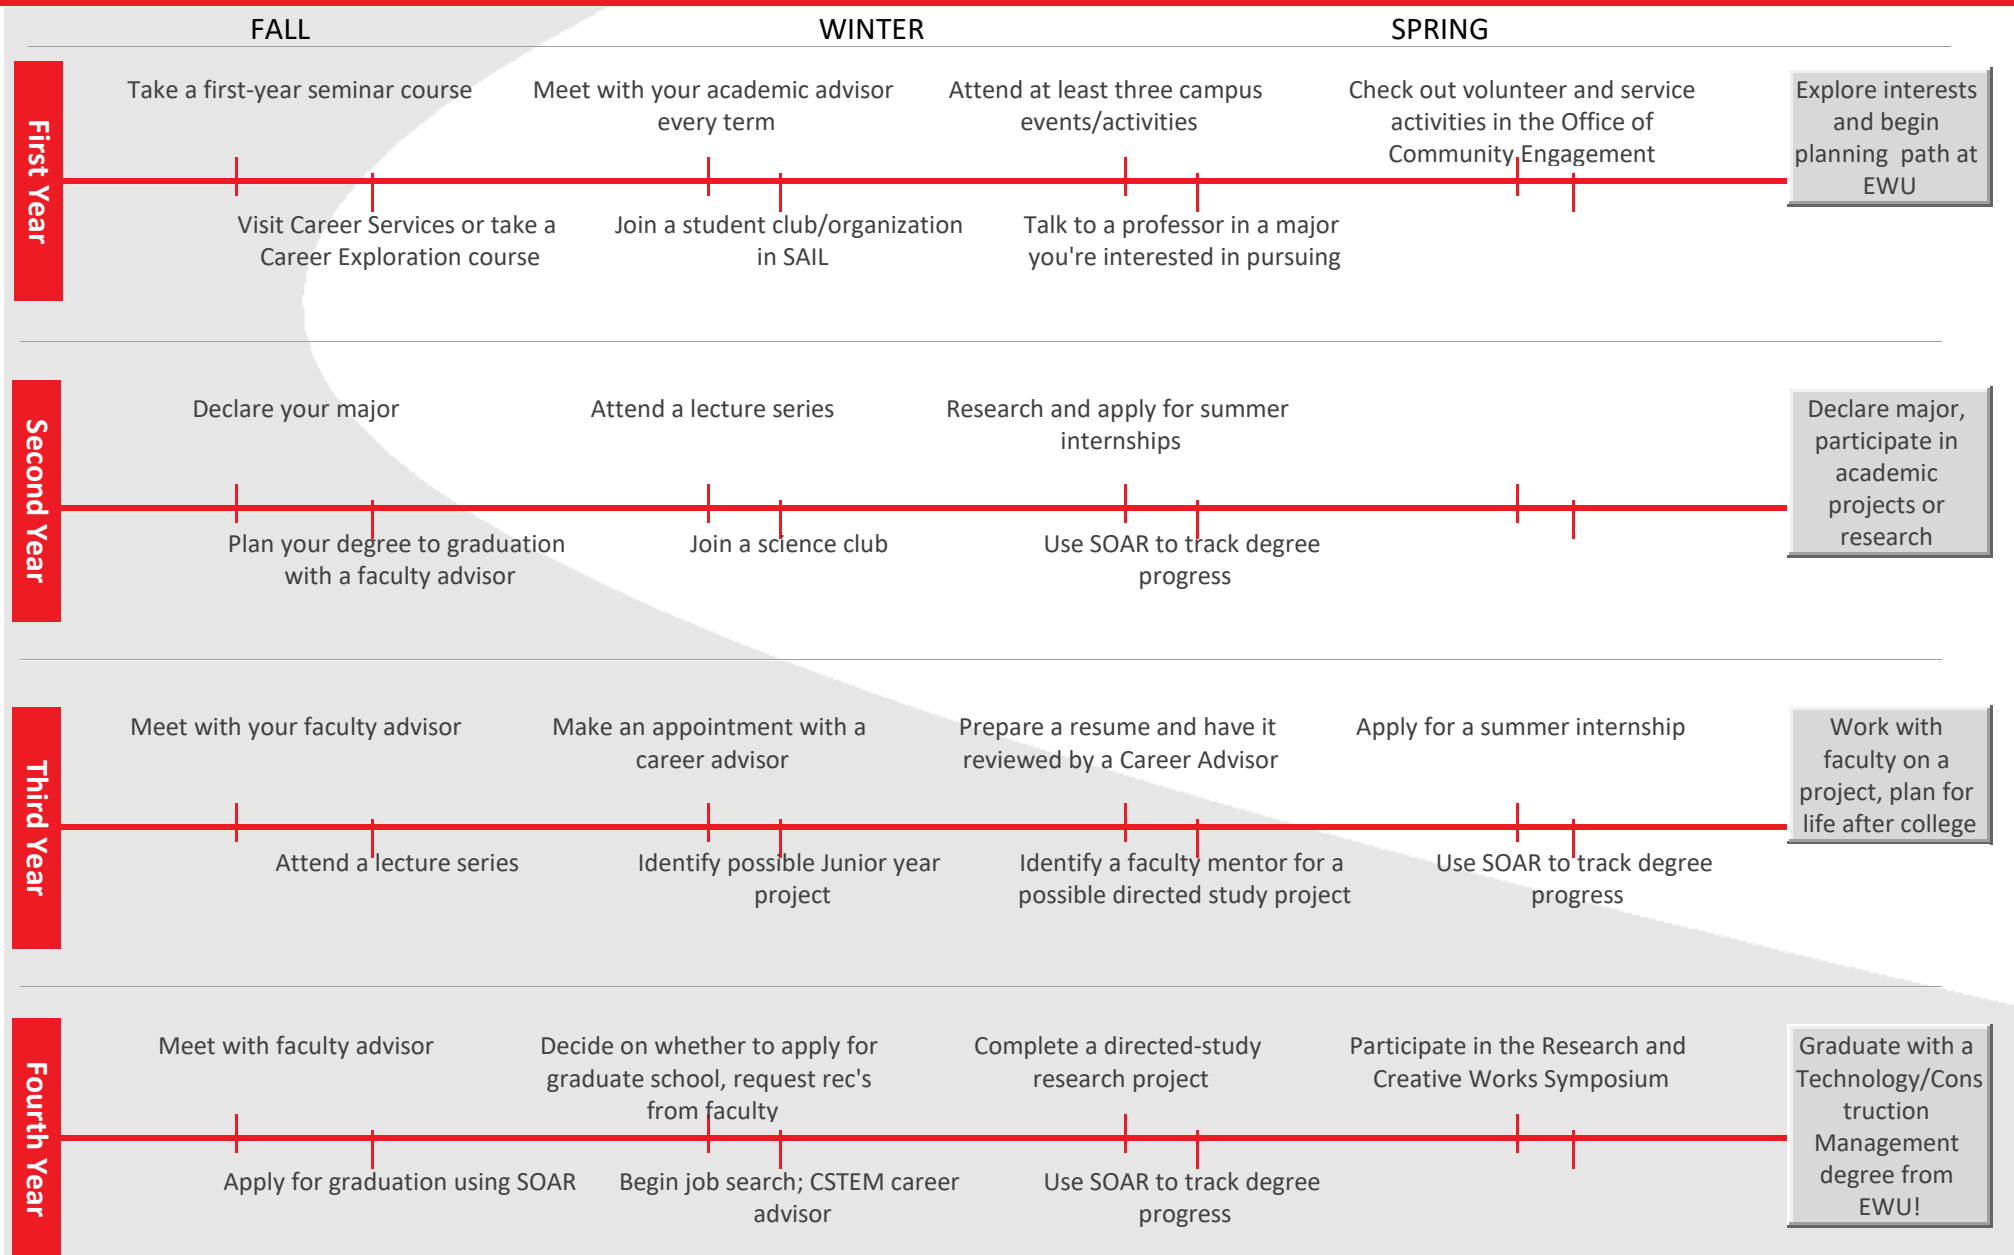 FALL
WINTER
SPRING
First Year
Take a first-year seminar course
Meet with your academic advisor
every term
Attend at least three campus
events/activities
Check out volunteer and service
activities in the Office of
Community Engagement
Visit Career Services or take a
Career Exploration course
Join a student club/organization
in SAIL
Talk to a professor in a major
you're interested in pursuing
Explore interests
and begin
planning path at
EWU
Second Year
Declare your major
Attend a lecture series
Research and apply for summer
internships
Plan your degree to graduation
with a faculty advisor
Join a science club
Use SOAR to track degree
progress
Declare major,
participate in
academic
projects or
research
Third Year
Meet with your faculty advisor
Make an appointment with a
career advisor
Prepare a resume and have it
reviewed by a Career Advisor
Apply for a summer internship
Attend a lecture series
Identify possible Junior year
project
Identify a faculty mentor for a
possible directed study project
Use SOAR to track degree
progress
Work with
faculty on a
project, plan for
life after college
Fourth Year
Meet with faculty advisor
Decide on whether to apply for
graduate school, request rec's
from faculty
Complete a directed-study
research project
Participate in the Research and
Creative Works Symposium
Apply for graduation using SOAR
Begin job search; CSTEM career
advisor
Use SOAR to track degree
progress
Graduate with a
Technology/Cons
truction
Management
degree from
EWU!